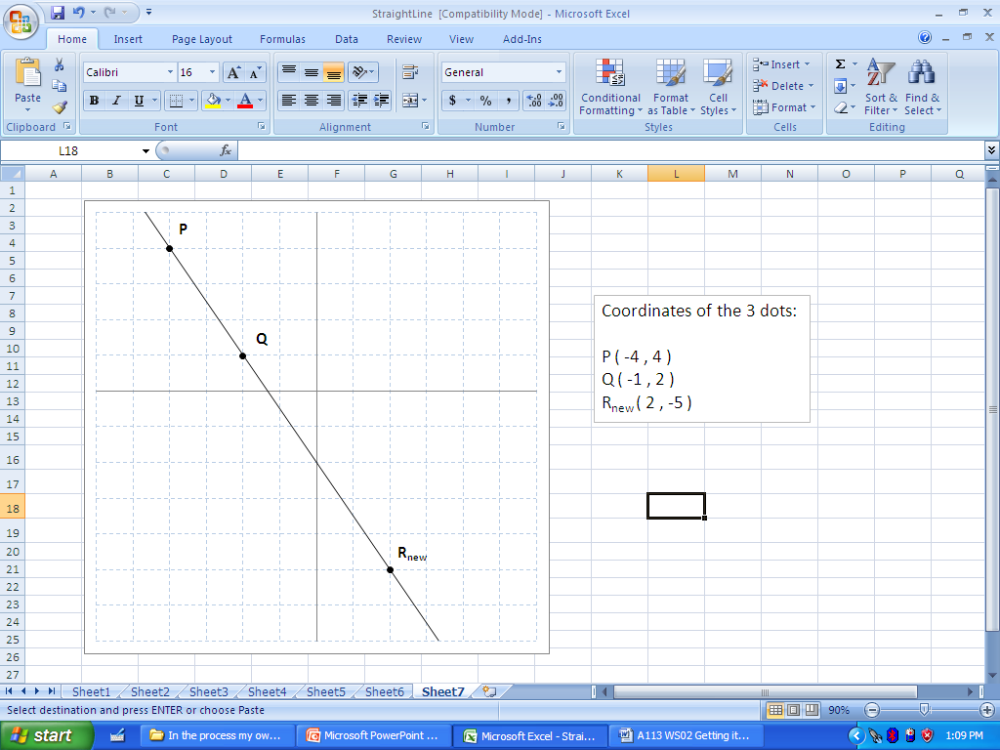 StraightLine [Compatibility Mode] - Microsoft Excel
Home Insert Page Layout Formulas Data Review View Add-Ins
Paste
Calibri 16 A A
B I U A
General
$ % ,
.00 .0
Conditional Formatting
Format as Table
Cell Styles
Insert
Delete
Format
Σ
Sort & Filter
Find & Select
Clipboard Font Alignment Number Styles Cells Editing
L18 fx
A B C D E F G H I J K L M N O P Q
1
2
3
4
5
6
7
8
9
10
11
12
13
14
15
16
17
18
19
20
21
22
23
24
25
26
27
P
Q
Rnew
Coordinates of the 3 dots:
P ( -4 , 4 )
Q ( -1 , 2 )
Rnew ( 2 , -5 )
Sheet1 Sheet2 Sheet3 Sheet4 Sheet5 Sheet6 Sheet7
Select destination and press ENTER or choose Paste 90%
start In the process my ow... Microsoft PowerPoint ... Microsoft Excel - Strai... A113 WS02 Getting it... 1:09 PM